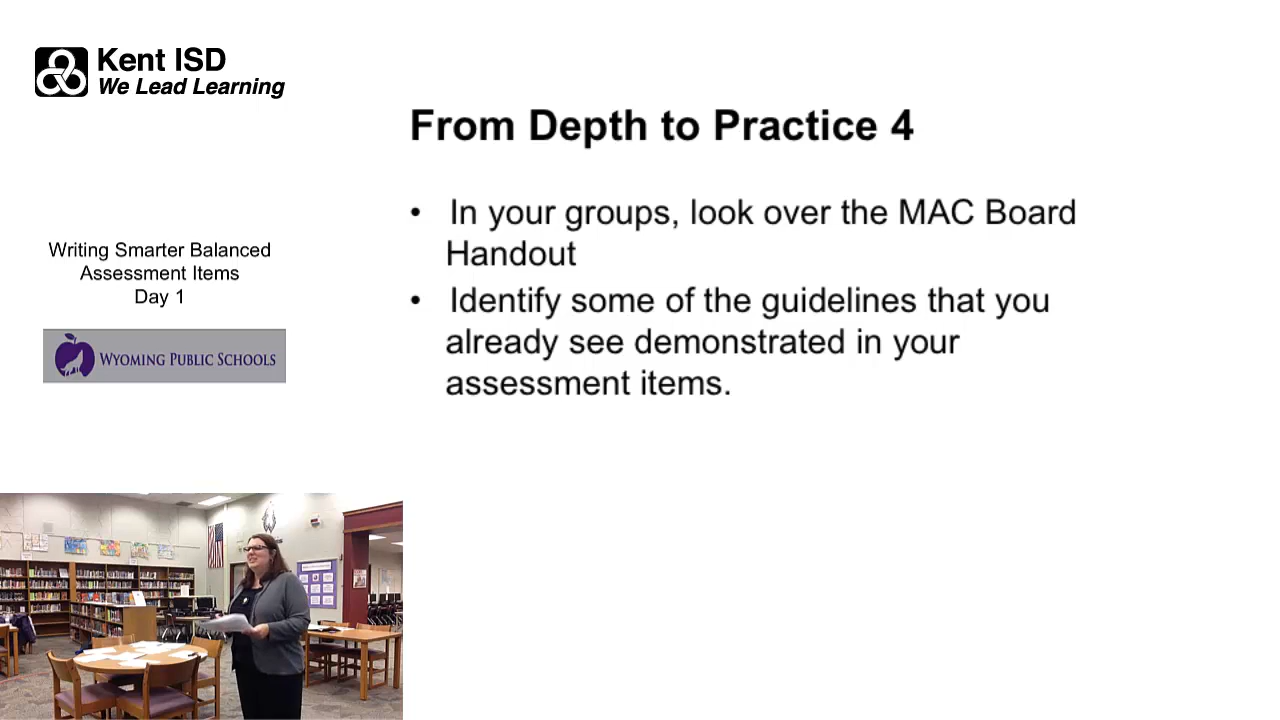 Kent ISD
We Lead Learning
From Depth to Practice 4
• In your groups, look over the MAC Board
Handout
• Identify some of the guidelines that you
already see demonstrated in your
assessment items.
Writing Smarter Balanced
Assessment Items
Day 1
WYOMING PUBLIC SCHOOLS